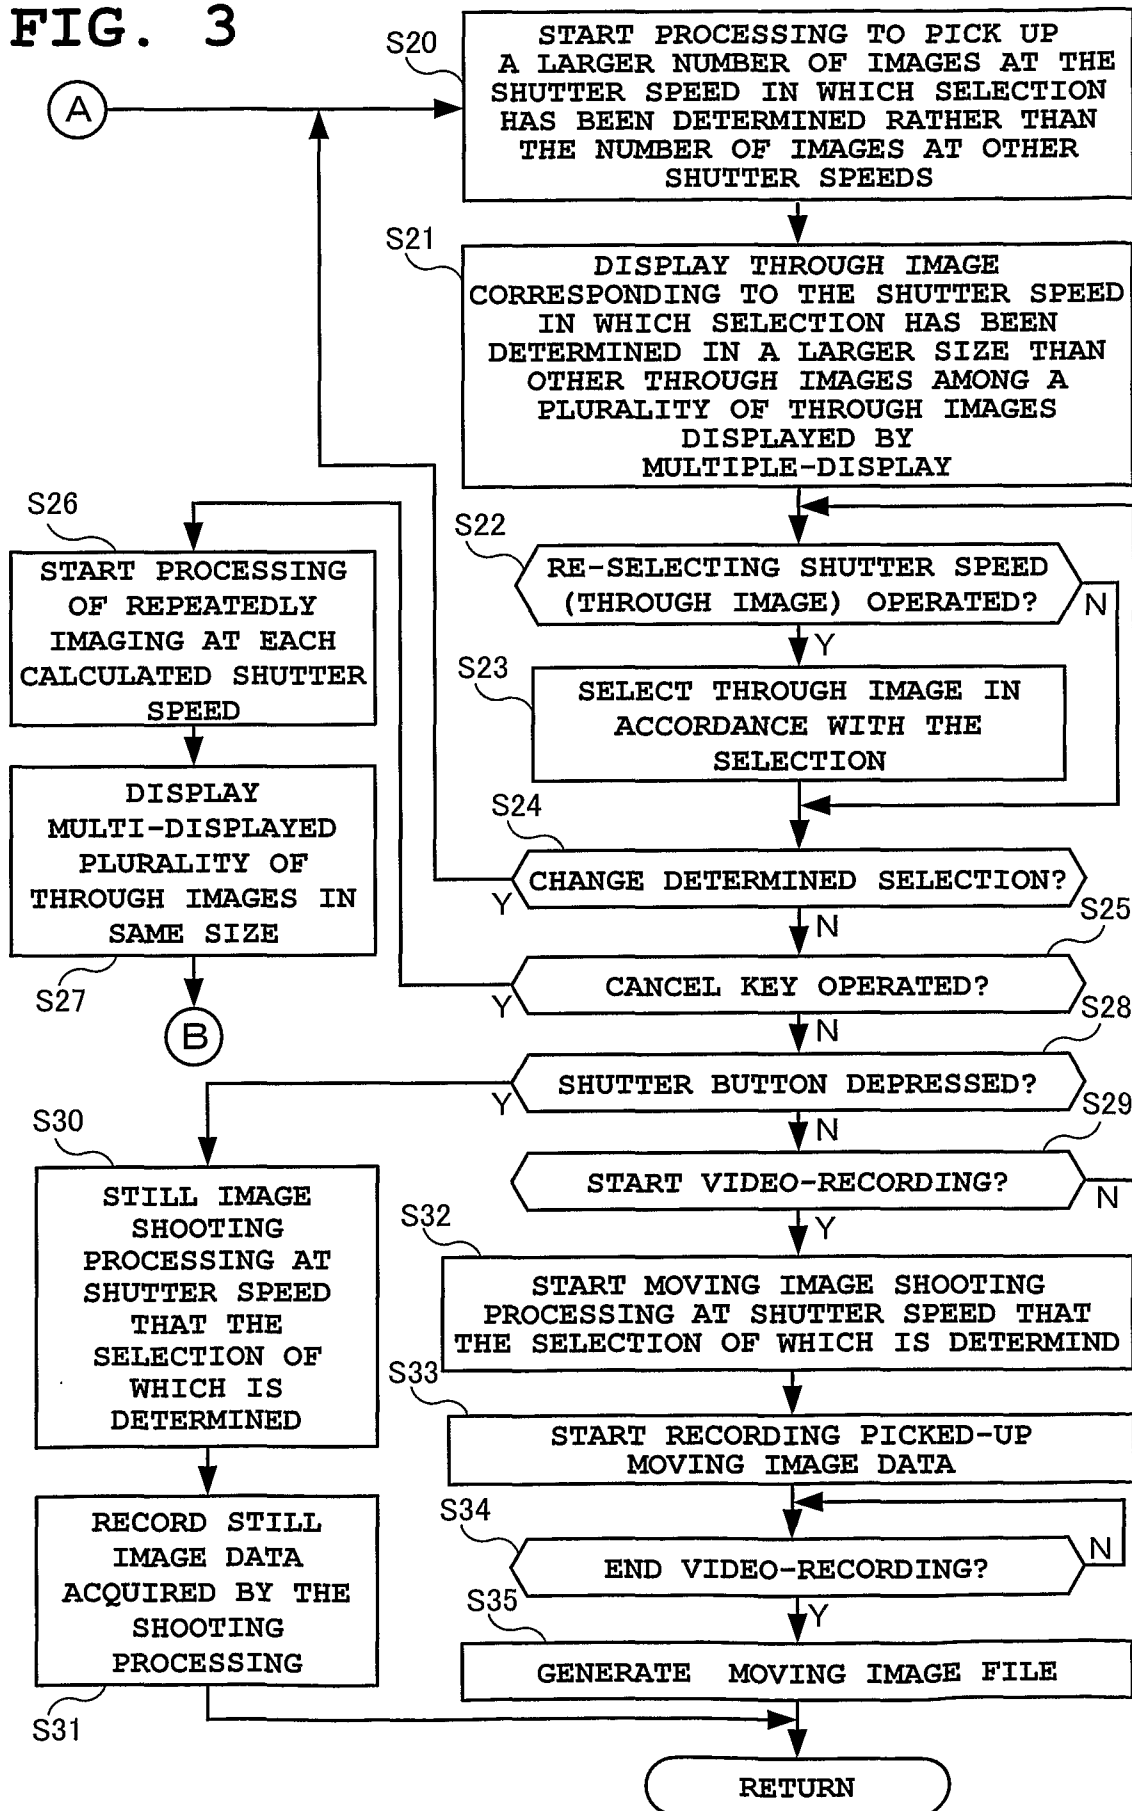 FIG. 3
A
S20
START PROCESSING TO PICK UP
A LARGER NUMBER OF IMAGES AT THE
SHUTTER SPEED IN WHICH SELECTION
HAS BEEN DETERMINED RATHER THAN
THE NUMBER OF IMAGES AT OTHER
SHUTTER SPEEDS
S21
DISPLAY THROUGH IMAGE
CORRESPONDING TO THE SHUTTER SPEED
IN WHICH SELECTION HAS BEEN
DETERMINED IN A LARGER SIZE THAN
OTHER THROUGH IMAGES AMONG A
PLURALITY OF THROUGH IMAGES
DISPLAYED BY
MULTIPLE-DISPLAY
S22
RE-SELECTING SHUTTER SPEED
(THROUGH IMAGE) OPERATED?
N
Y
S23
SELECT THROUGH IMAGE IN
ACCORDANCE WITH THE
SELECTION
S24
CHANGE DETERMINED SELECTION?
Y
N
S25
CANCEL KEY OPERATED?
Y
N
S26
START PROCESSING
OF REPEATEDLY
IMAGING AT EACH
CALCULATED SHUTTER
SPEED
DISPLAY
MULTI-DISPLAYED
PLURALITY OF
THROUGH IMAGES IN
SAME SIZE
S27
B
S28
SHUTTER BUTTON DEPRESSED?
Y
N
S29
START VIDEO-RECORDING?
N
Y
S30
STILL IMAGE
SHOOTING
PROCESSING AT
SHUTTER SPEED
THAT THE
SELECTION OF
WHICH IS
DETERMINED
RECORD STILL
IMAGE DATA
ACQUIRED BY THE
SHOOTING
PROCESSING
S31
S32
START MOVING IMAGE SHOOTING
PROCESSING AT SHUTTER SPEED THAT
THE SELECTION OF WHICH IS DETERMIND
S33
START RECORDING PICKED-UP
MOVING IMAGE DATA
S34
END VIDEO-RECORDING?
N
Y
S35
GENERATE MOVING IMAGE FILE
RETURN